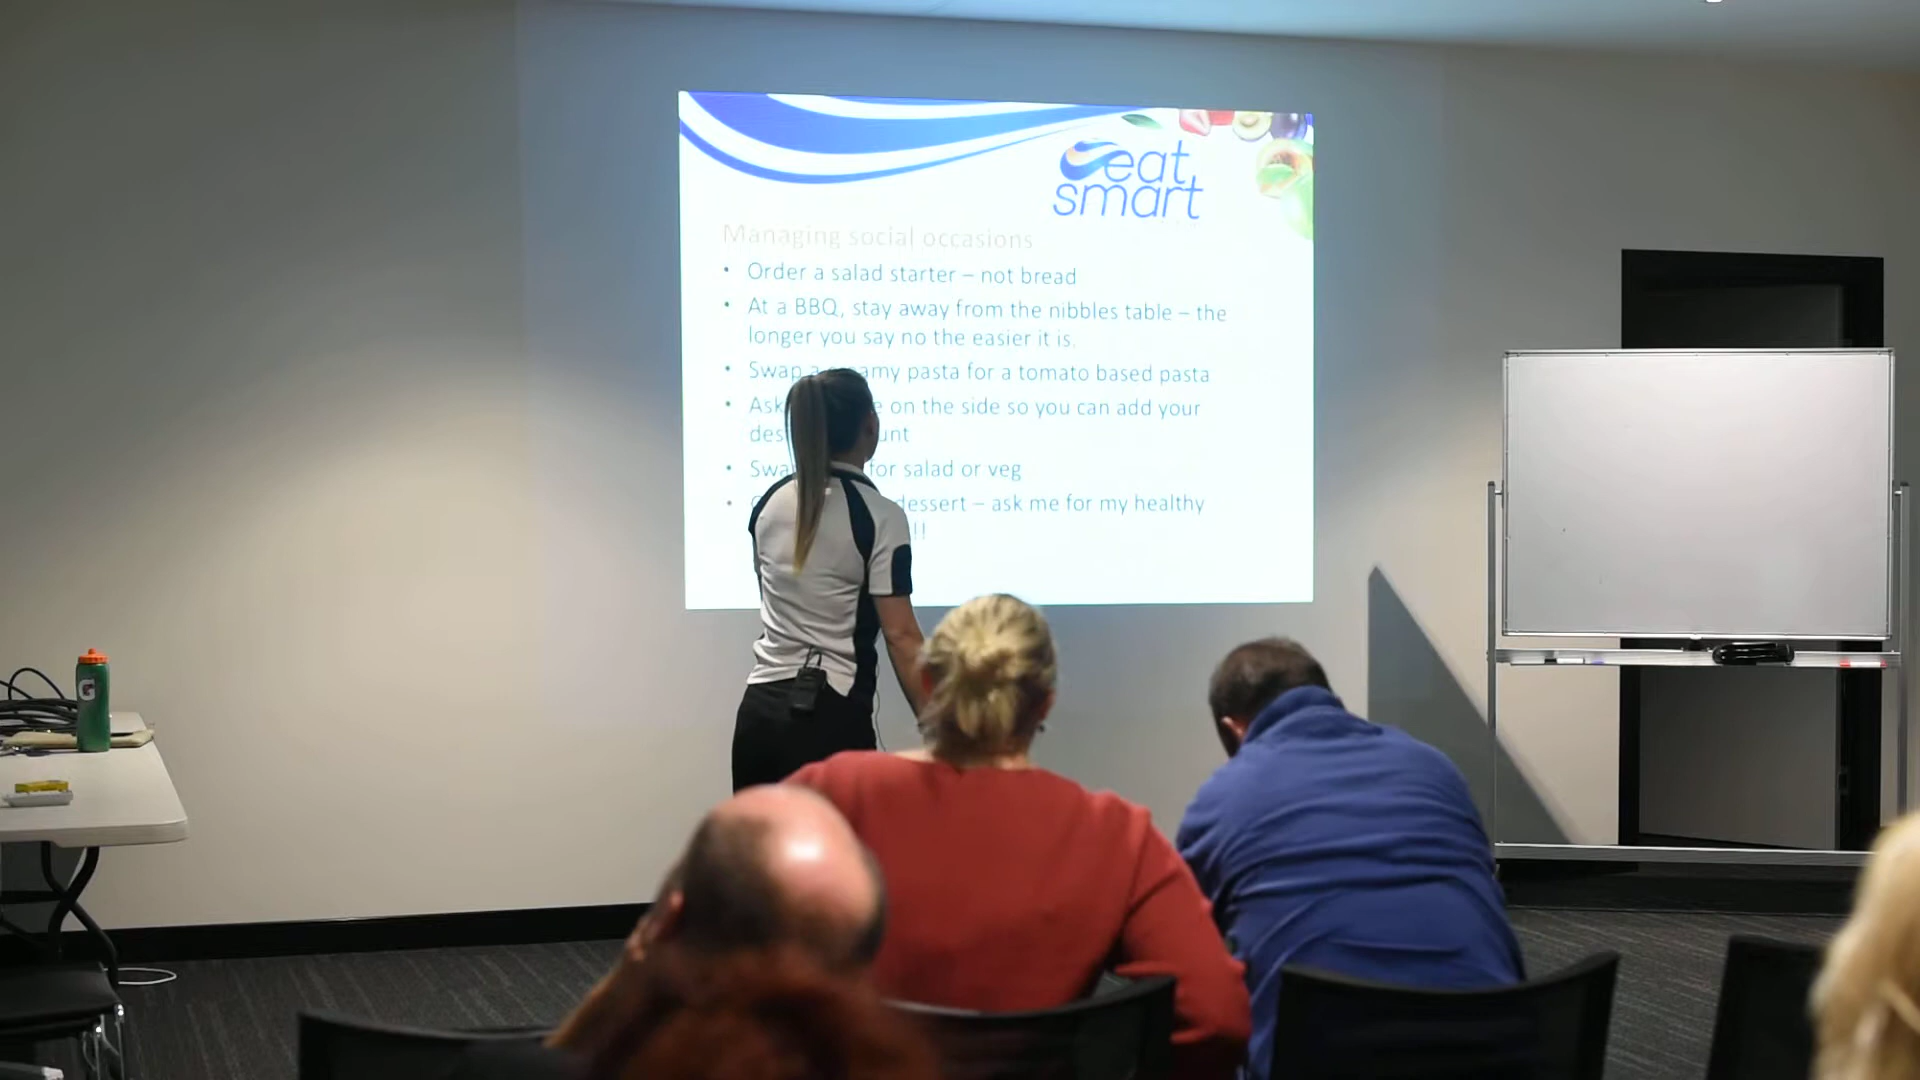 eat
smart
Managing social occasions
• Order a salad starter – not bread
• At a BBQ, stay away from the nibbles table – the
longer you say no the easier it is.
• Swap a creamy pasta for a tomato based pasta
• Ask on the side so you can add your
• for salad or veg
• dessert – ask me for my healthy
!!
G